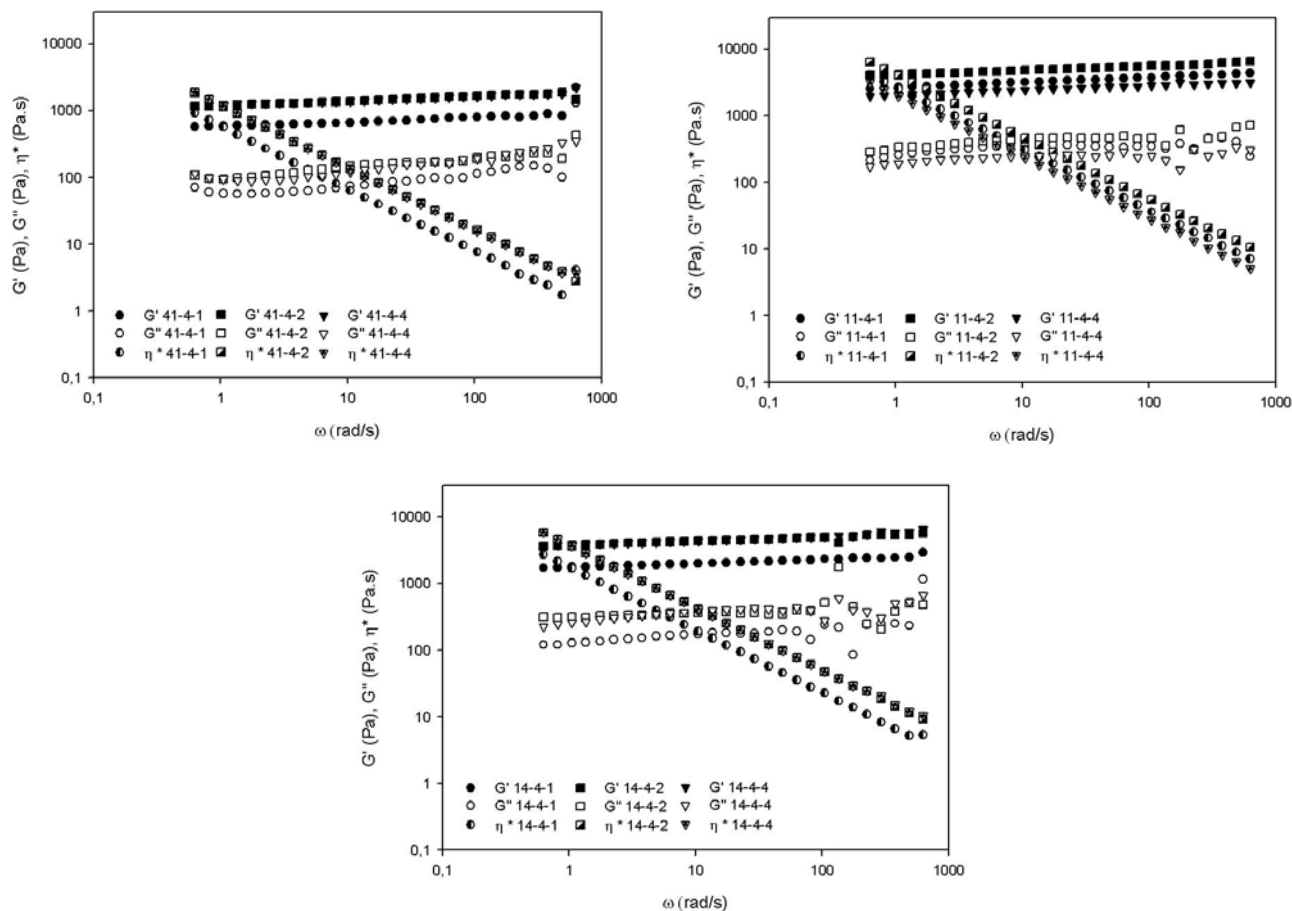 10000
1000
100
10
1
0,1
G' (Pa), G'' (Pa), η* (Pa.s)
G' 41-4-1 G' 41-4-2 G' 41-4-4
G'' 41-4-1 G'' 41-4-2 G'' 41-4-4
η* 41-4-1 η* 41-4-2 η* 41-4-4
0,1 1 10 100 1000
ω (rad/s)
10000
1000
100
10
1
0,1
G' (Pa), G'' (Pa), η* (Pa.s)
G' 11-4-1 G' 11-4-2 G' 11-4-4
G'' 11-4-1 G'' 11-4-2 G'' 11-4-4
η* 11-4-1 η* 11-4-2 η* 11-4-4
0,1 1 10 100 1000
ω (rad/s)
10000
1000
100
10
1
0,1
G' (Pa), G'' (Pa), η* (Pa.s)
G' 14-4-1 G' 14-4-2 G' 14-4-4
G'' 14-4-1 G'' 14-4-2 G'' 14-4-4
η* 14-4-1 η* 14-4-2 η* 14-4-4
0,1 1 10 100 1000
ω (rad/s)